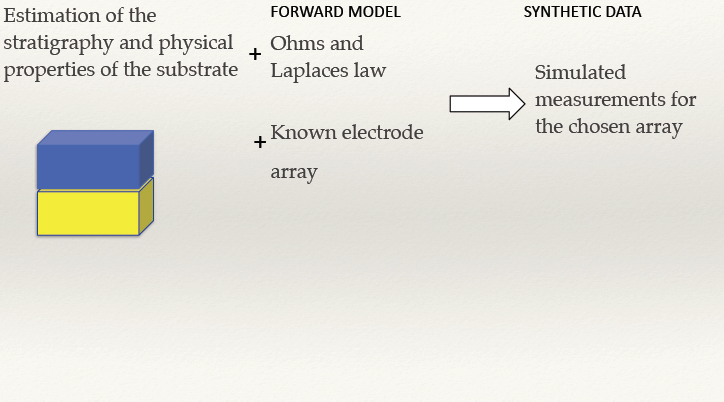 Estimation of the
stratigraphy and physical
properties of the substrate
+
FORWARD MODEL
Ohms and
Laplaces law
+
Known electrode
array
SYNTHETIC DATA
Simulated
measurements for
the chosen array